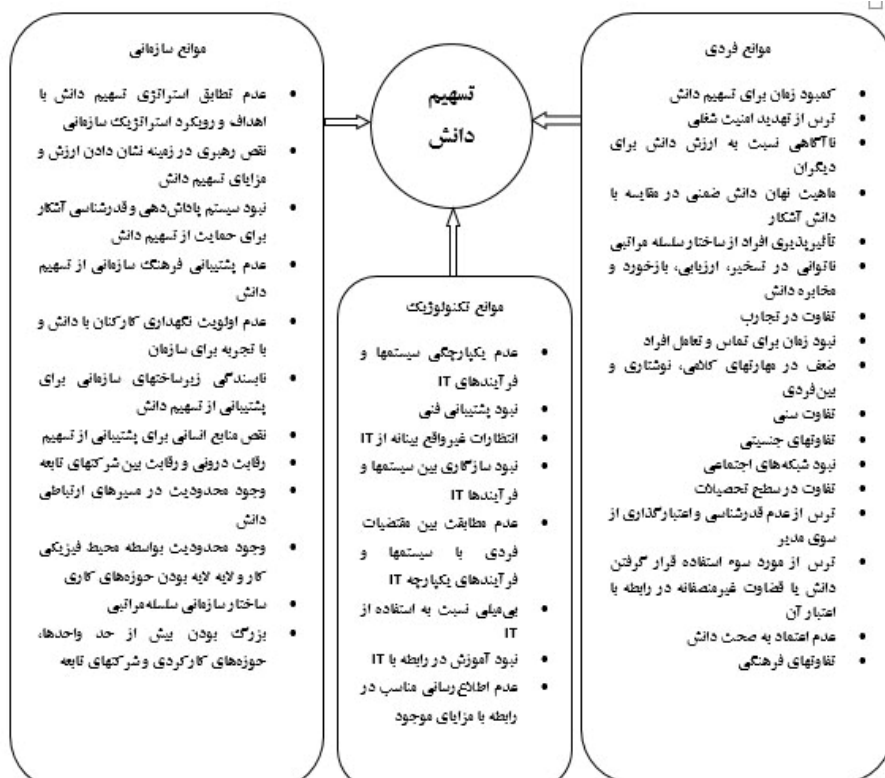 موانع فردی
کمبود زمان برای تسهیم دانش
ترس از تهدید امنیت شغلی
ناآگاهی نسبت به ارزش دانش برای
دیگران
ماهیت نهان دانش ضمنی در مقایسه با
دانش آشکار
تأثیرپذیری افراد از ساختار سلسله مراتبی
ناتوانی در تسخیر، ارزیابی، بازخورد و
مخابره دانش
تفاوت در تجارب
نبود زمان برای تماس و تعامل افراد
ضعف در مهارتهای کلامی، نوشتاری و
بین‌فردی
تفاوت سنی
تفاوتهای جنسیتی
نبود شبکه‌های اجتماعی
تفاوت در سطح تحصیلات
ترس از عدم قدرشناسی و اعتبارگذاری از
سوی مدیر
ترس از مورد سوء استفاده قرار گرفتن
دانش یا قضاوت غیرمنصفانه در رابطه با
اعتبار آن
عدم اعتماد به صحت دانش
تفاوتهای فرهنگی
تسهیم
دانش
موانع تکنولوژیک
عدم یکپارچگی سیستمها و
فرآیندهای IT
نبود پشتیبانی فنی
انتظارات غیرواقع بینانه از IT
نبود سازگاری بین سیستمها و
فرآیندها IT
عدم مطابقت بین مقتضیات
فردی با سیستمها و
فرآیندهای یکپارچه IT
بی‌میلی نسبت به استفاده از
IT
نبود آموزش در رابطه با IT
عدم اطلاع‌رسانی مناسب در
رابطه با مزایای موجود
موانع سازمانی
عدم تطابق استراتژی تسهیم دانش با
اهداف و رویکرد استراتژیک سازمانی
نقص رهبری در زمینه نشان دادن ارزش و
مزایای تسهیم دانش
نبود سیستم پاداش‌دهی و قدرشناسی آشکار
برای حمایت از تسهیم دانش
عدم پشتیبانی فرهنگ سازمانی از تسهیم
دانش
عدم اولویت نگهداری کارکنان با دانش و
با تجربه برای سازمان
نابسندگی زیرساختهای سازمانی برای
پشتیبانی از تسهیم دانش
نقص منابع انسانی برای پشتیبانی از تسهیم
رقابت درونی و رقابت بین شرکتهای تابعه
وجود محدودیت در مسیرهای ارتباطی
دانش
وجود محدودیت بواسطه محیط فیزیکی
کار و لایه لایه بودن حوزه‌های کاری
ساختار سازمانی سلسله‌مراتبی
بزرگ بودن بیش از حد واحدها،
حوزه‌های کارکردی و شرکتهای تابعه